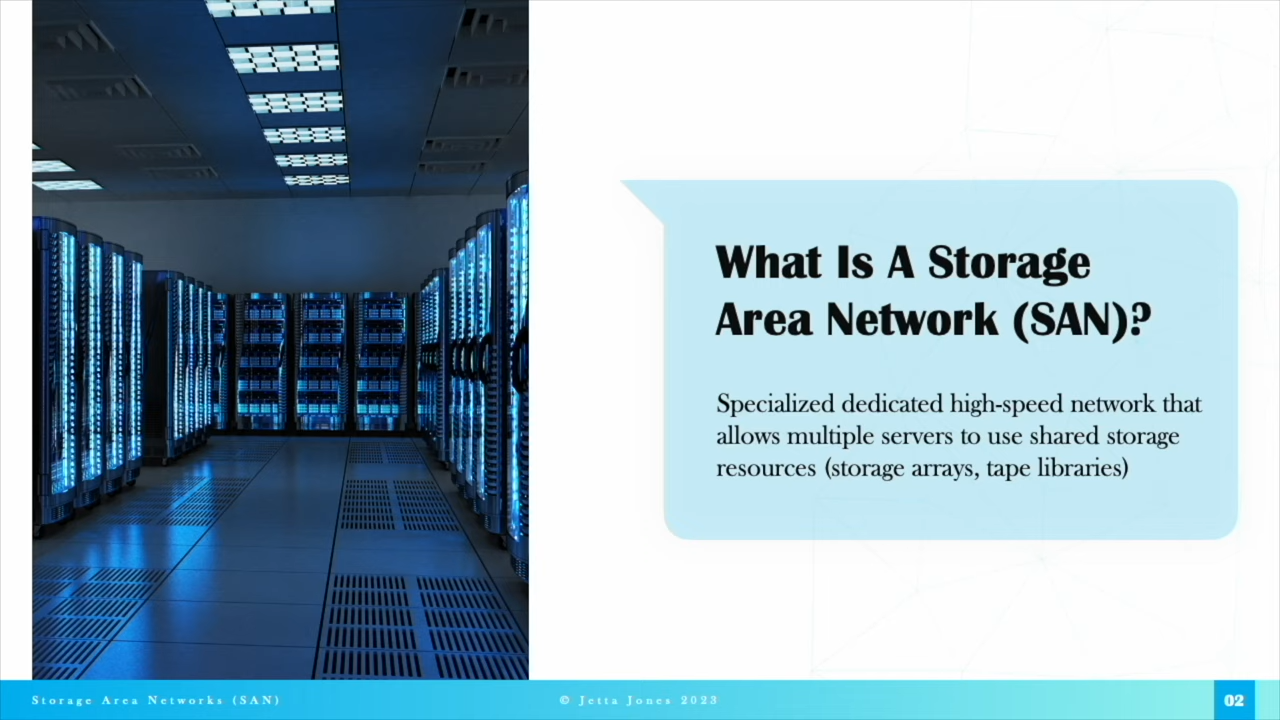 What Is A Storage
Area Network (SAN)?
Specialized dedicated high-speed network that
allows multiple servers to use shared storage
resources (storage arrays, tape libraries)
Storage Area Networks (SAN)
© Jetta Jones 2023
02